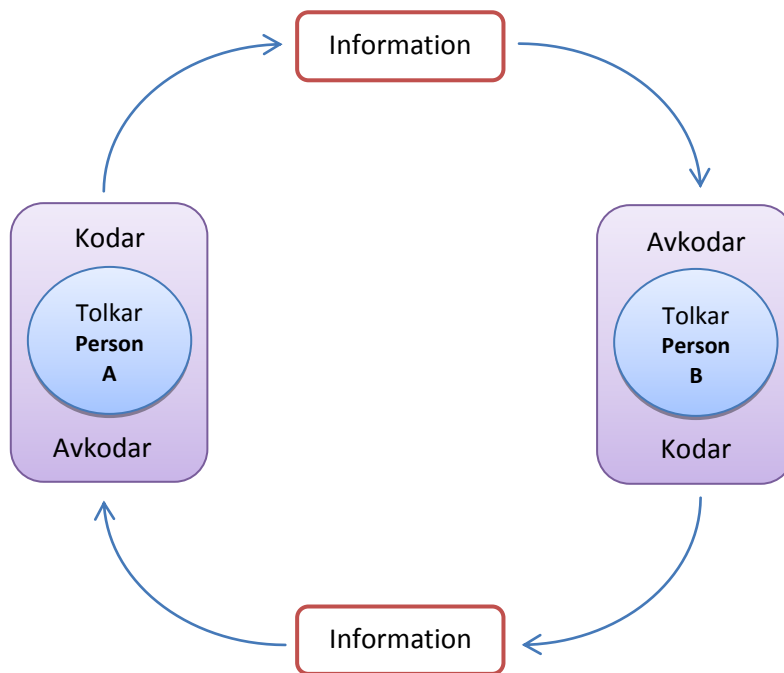 Information
Kodar
Tolkar
Person
A
Avkodar
Avkodar
Tolkar
Person
B
Kodar
Information